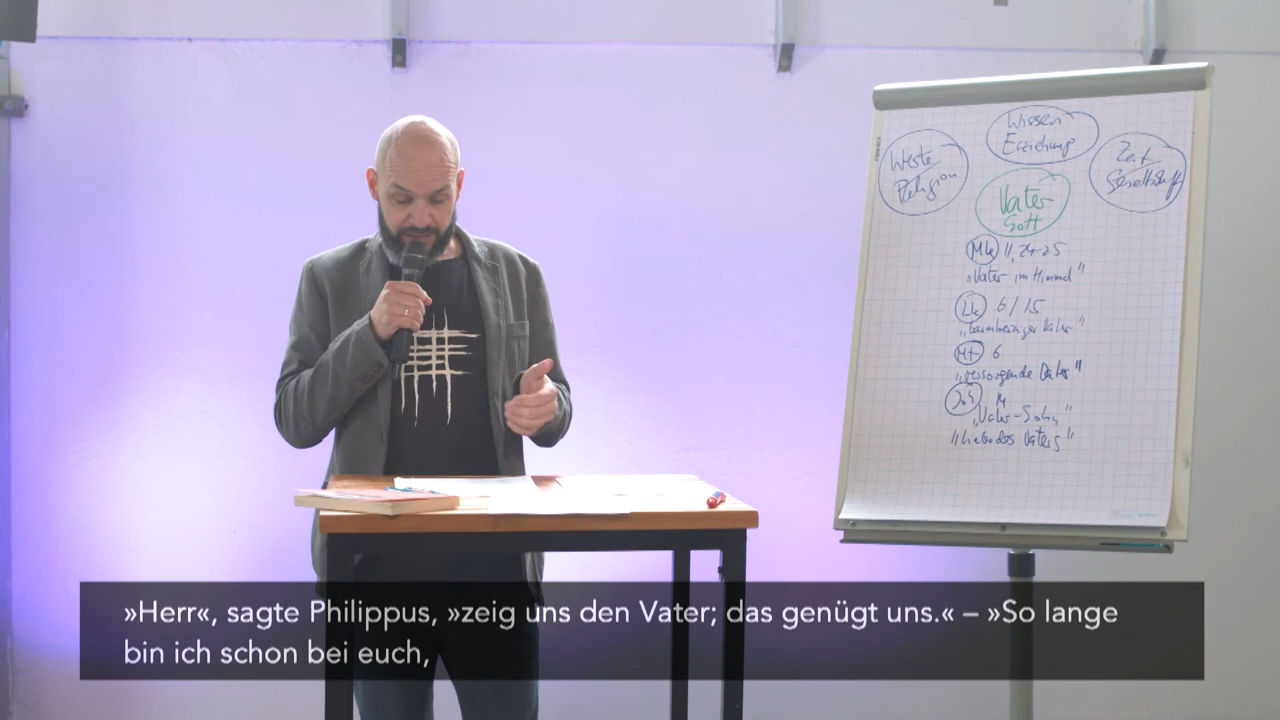 Wissen
Erziehung
Werte
Religion
Zeit
Gesellschaft
Vater
Gott
Mk 11, 24-25
„Vater im Himmel"
Lk 6/15
„barmherziger Vater"
Mt 6
„versorgende Vater"
Joh 14
„Vater-Sohn"
"Liebe des Vaters"
»Herr«, sagte Philippus, »zeig uns den Vater; das genügt uns.« – »So lange
bin ich schon bei euch,